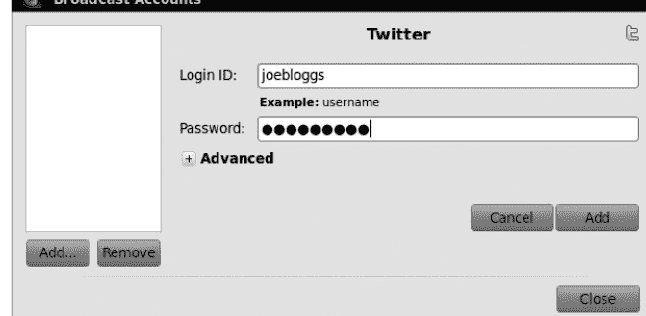 Broadcast Accounts
Twitter
Login ID: joebloggs
Example: username
Password: ●●●●●●●●●
+ Advanced
Cancel Add
Add... Remove
Close